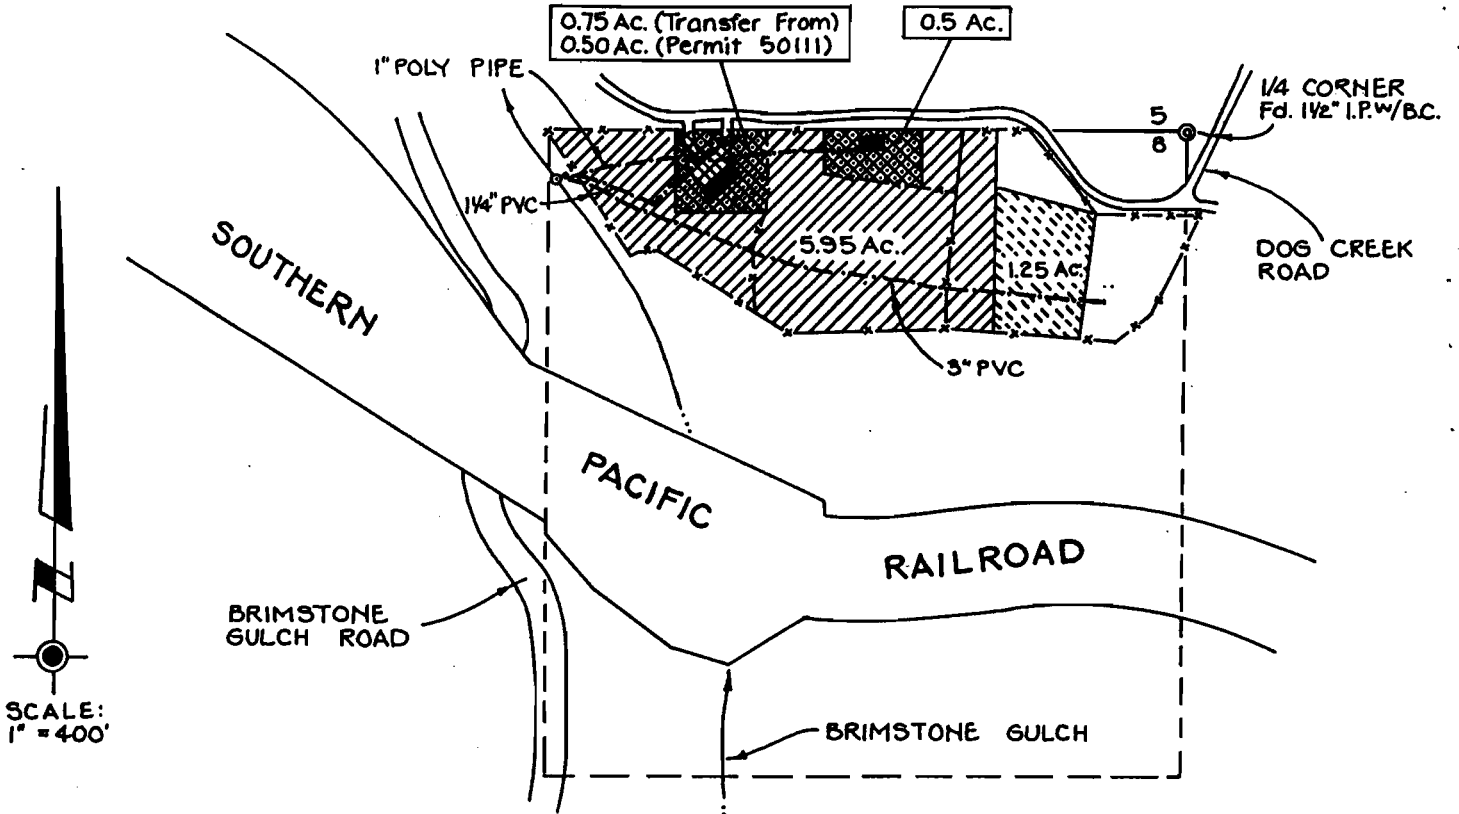 0.75 Ac. (Transfer From)
0.50 Ac. (Permit 50111)
0.5 Ac.
1" POLY PIPE
1/4 CORNER
Fd. 1½" I.P. w/B.C.
5
8
1¼" PVC
SOUTHERN
5.95 Ac.
1.25 Ac.
DOG CREEK
ROAD
3" PVC
PACIFIC
RAILROAD
BRIMSTONE
GULCH ROAD
N
SCALE:
1" = 400'
BRIMSTONE GULCH